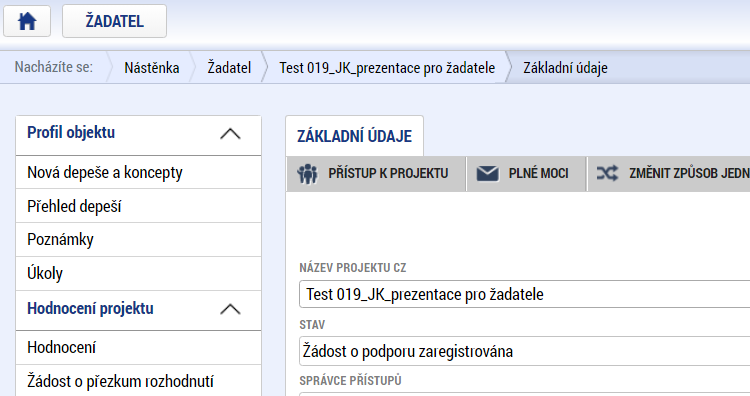 ŽADATEL
Nacházíte se: Nástěnka Žadatel Test 019_JK_prezentace pro žadatele Základní údaje
Profil objektu
Nová depeše a koncepty
Přehled depeší
Poznámky
Úkoly
Hodnocení projektu
Hodnocení
Žádost o přezkum rozhodnutí
ZÁKLADNÍ ÚDAJE
PŘÍSTUP K PROJEKTU PLNÉ MOCI ZMĚNIT ZPŮSOB JEDN
NÁZEV PROJEKTU CZ
Test 019_JK_prezentace pro žadatele
STAV
Žádost o podporu zaregistrována
SPRÁVCE PŘÍSTUPŮ